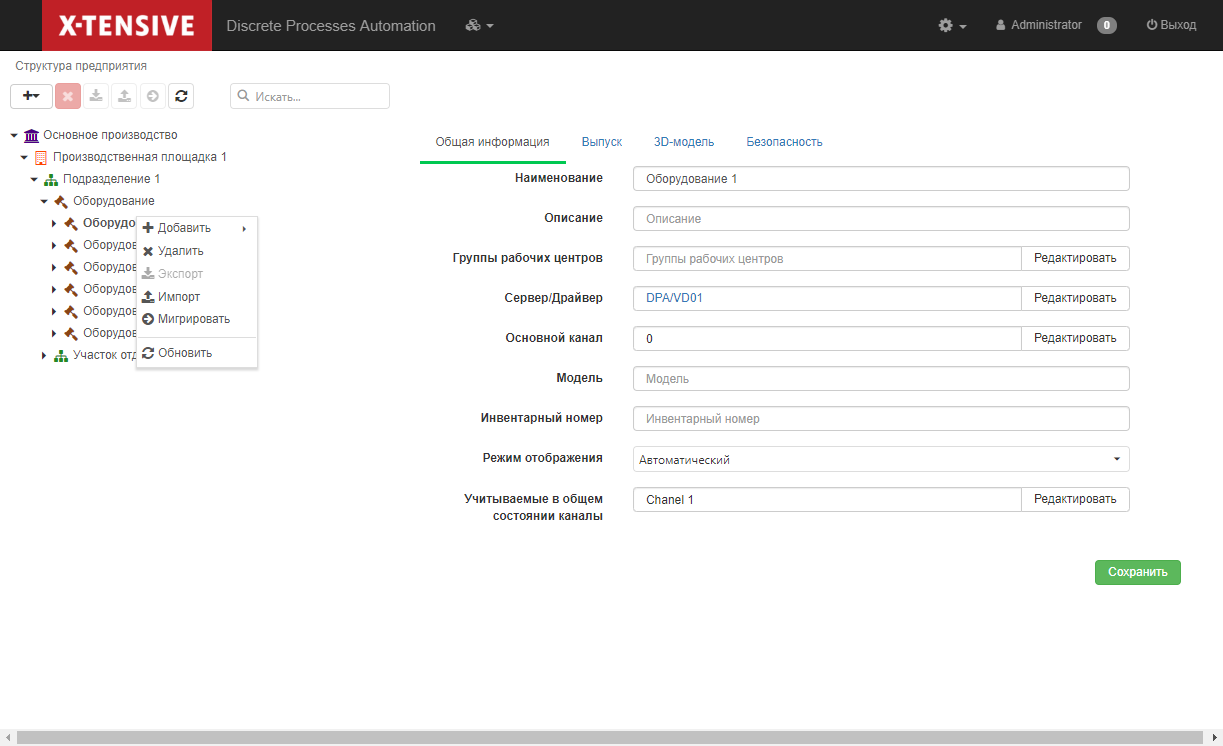 X-TENSIVE Discrete Processes Automation Administrator 0 Выход
Структура предприятия
Искать...
Основное производство
Производственная площадка 1
Подразделение 1
Оборудование
Оборудо
Оборудов
Оборудов
Оборудов
Оборудов
Оборудов
Участок отд
Добавить
Удалить
Экспорт
Импорт
Мигрировать
Обновить
Общая информация Выпуск 3D-модель Безопасность
Наименование Оборудование 1
Описание Описание
Группы рабочих центров Группы рабочих центров Редактировать
Сервер/Драйвер DPA/VD01 Редактировать
Основной канал 0 Редактировать
Модель Модель
Инвентарный номер Инвентарный номер
Режим отображения Автоматический
Учитываемые в общем
состоянии каналы Chanel 1 Редактировать
Сохранить